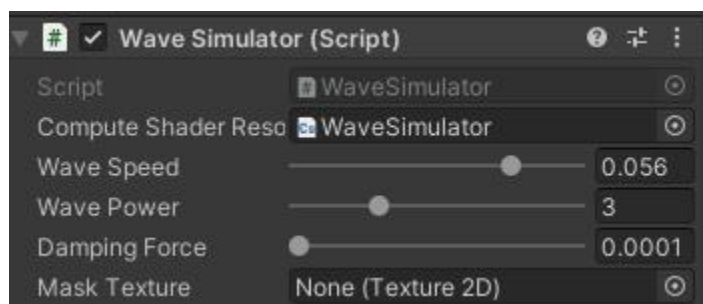 # Wave Simulator (Script)
Script # WaveSimulator
Compute Shader Reso Cs WaveSimulator
Wave Speed 0.056
Wave Power 3
Damping Force 0.0001
Mask Texture None (Texture 2D)